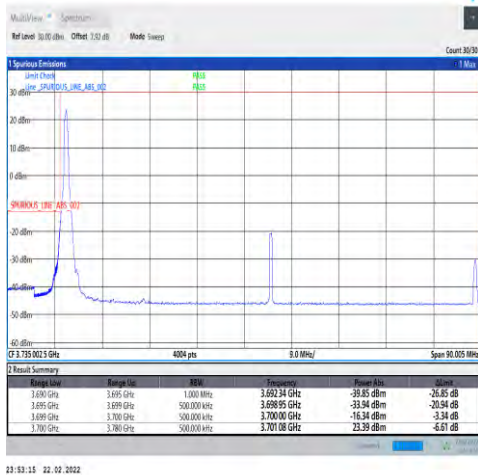 MultiView Spectrum
Ref Level 30.00 dBm Offset 7.92 dB Mode Sweep
Count 30/30
1 Spurious Emissions 1 Max
Limit Check PASS
Line _SPURIOUS_LINE_ABS_002 PASS
30 dBm
20 dBm
10 dBm
0 dBm
_SPURIOUS_LINE_ABS_002
-20 dBm
-30 dBm
-40 dBm
-60 dBm
CF 3.735 002 5 GHz 4004 pts 9.0 MHz/ Span 90.005 MHz
2 Result Summary
Range Low Range Up RBW Frequency Power Abs ΔLimit
3.690 GHz 3.695 GHz 1.000 MHz 3.692 34 GHz -39.85 dBm -26.85 dB
3.695 GHz 3.699 GHz 500.000 kHz 3.698 95 GHz -33.94 dBm -20.94 dB
3.699 GHz 3.700 GHz 500.000 kHz 3.700 00 GHz -16.34 dBm -3.34 dB
3.700 GHz 3.780 GHz 500.000 kHz 3.701 08 GHz 23.39 dBm -6.61 dB
23:53:15 22.02.2022